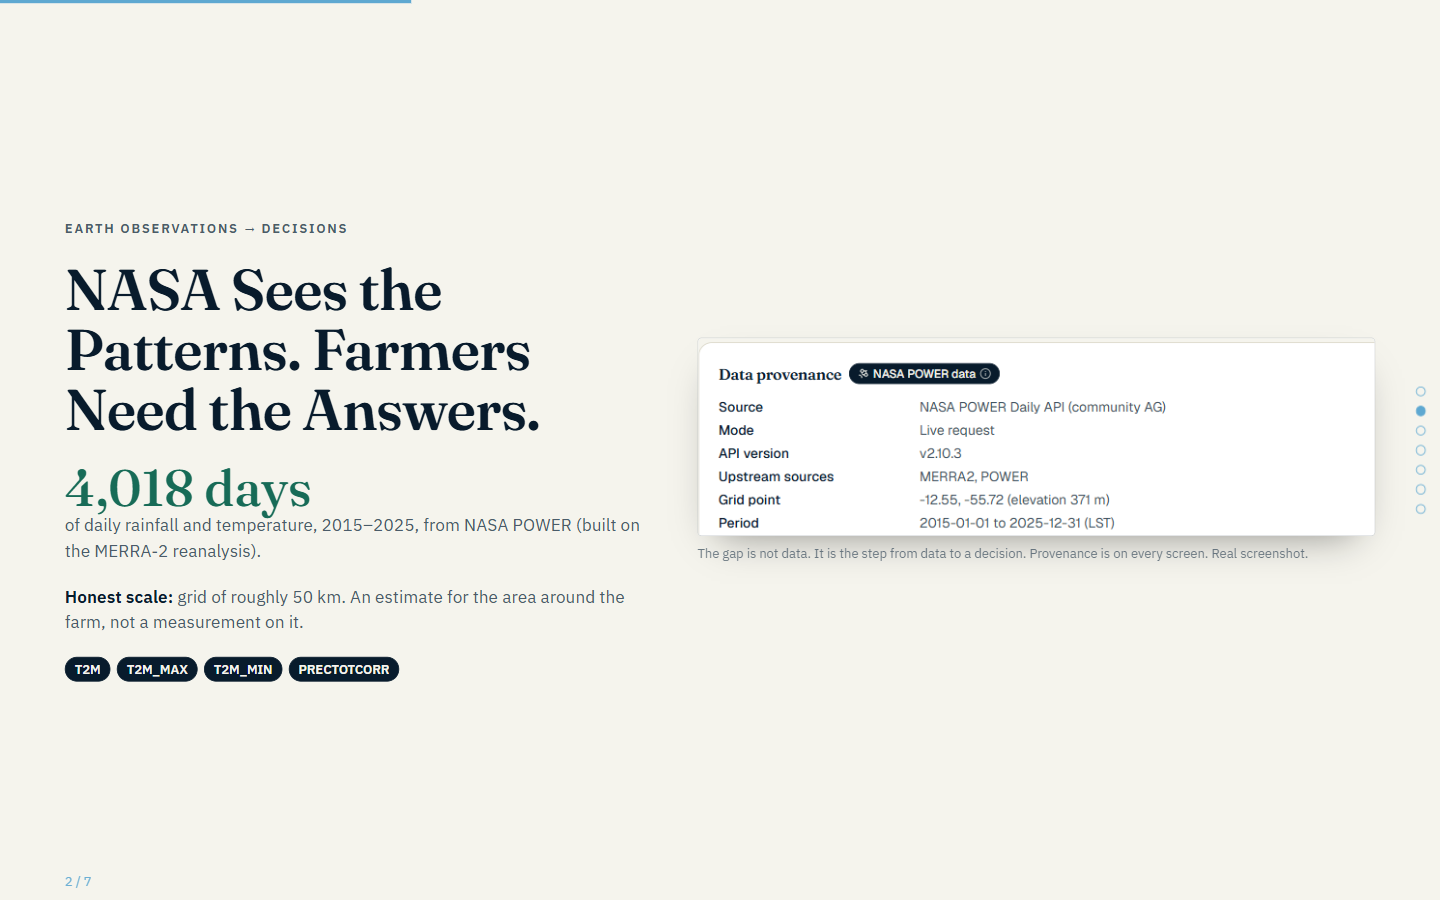 EARTH OBSERVATIONS → DECISIONS
NASA Sees the
Patterns. Farmers
Need the Answers.
4,018 days
of daily rainfall and temperature, 2015–2025, from NASA POWER (built on
the MERRA-2 reanalysis).
Honest scale: grid of roughly 50 km. An estimate for the area around the
farm, not a measurement on it.
T2M T2M_MAX T2M_MIN PRECTOTCORR
Data provenance NASA POWER data
Source NASA POWER Daily API (community AG)
Mode Live request
API version v2.10.3
Upstream sources MERRA2, POWER
Grid point -12.55, -55.72 (elevation 371 m)
Period 2015-01-01 to 2025-12-31 (LST)
The gap is not data. It is the step from data to a decision. Provenance is on every screen. Real screenshot.
2 / 7